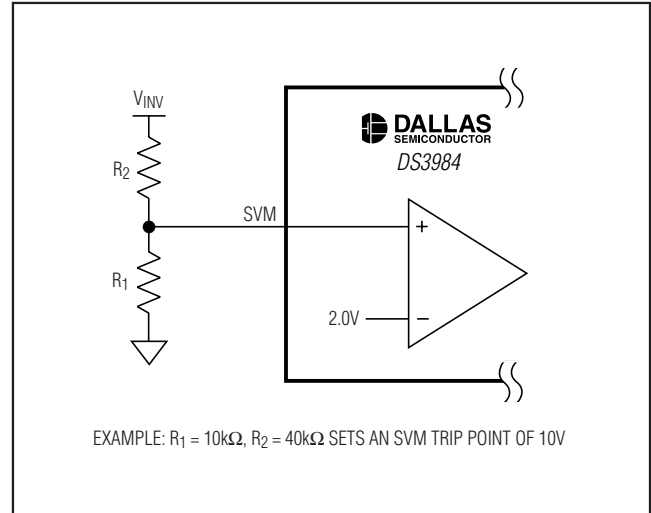 V_INV
DALLAS
SEMICONDUCTOR
DS3984
R₂
SVM
+
R₁
2.0V
−
EXAMPLE: R₁ = 10kΩ, R₂ = 40kΩ SETS AN SVM TRIP POINT OF 10V